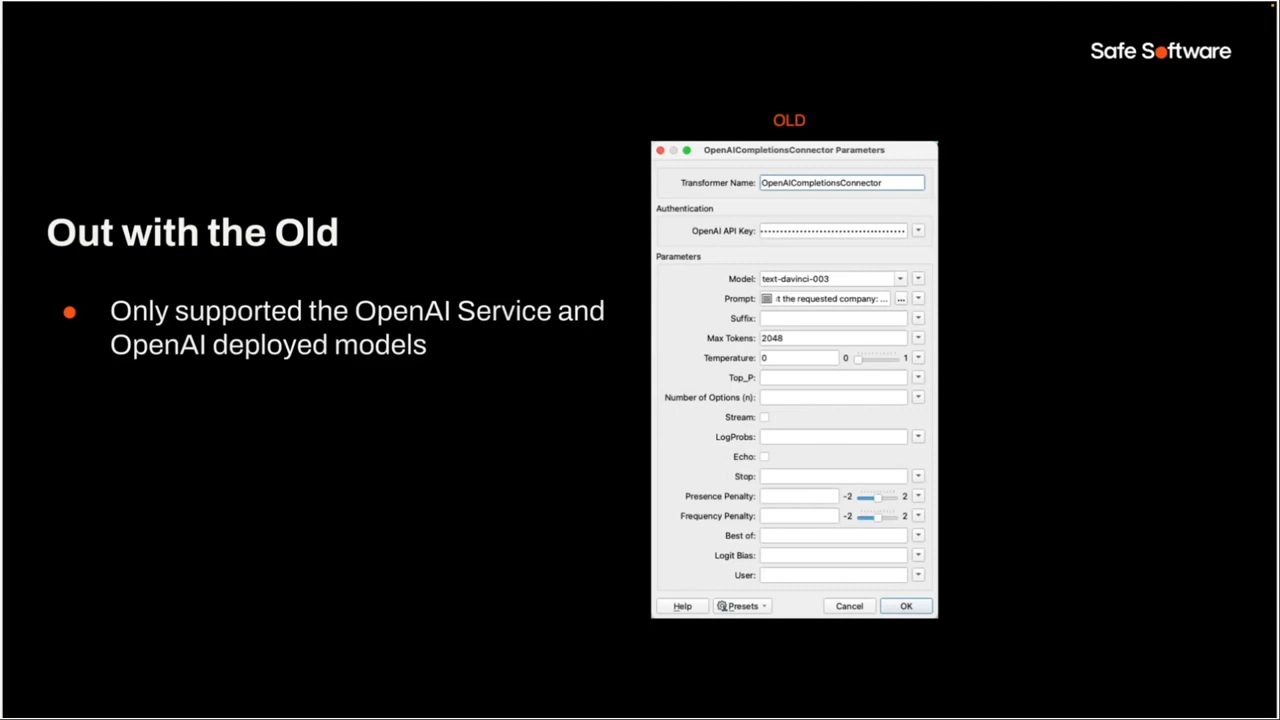 Safe Software
OLD
OpenAICompletionsConnector Parameters
Transformer Name: OpenAICompletionsConnector
Authentication
OpenAI API Key: ••••••••••••••••••••••••••••••••••••
Parameters
Out with the Old
Model: text-davinci-003
Prompt: t the requested company: ... ...
Suffix:
Only supported the OpenAI Service and
OpenAI deployed models
Max Tokens: 2048
Temperature: 0 0 1
Top_P:
Number of Options (n):
Stream:
LogProbs:
Echo:
Stop:
Presence Penalty: -2 2
Frequency Penalty: -2 2
Best of:
Logit Bias:
User:
Help Presets Cancel OK